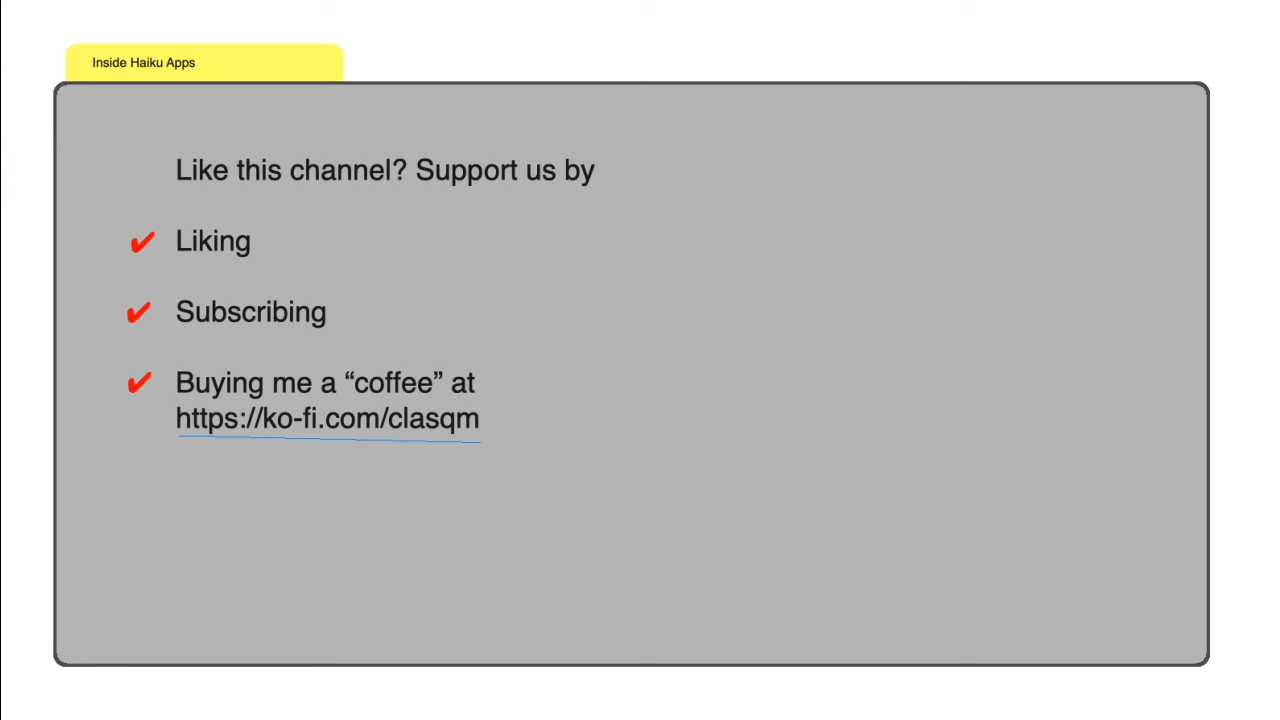 Inside Haiku Apps
Like this channel? Support us by
✔ Liking
✔ Subscribing
✔ Buying me a “coffee” at
https://ko-fi.com/clasqm